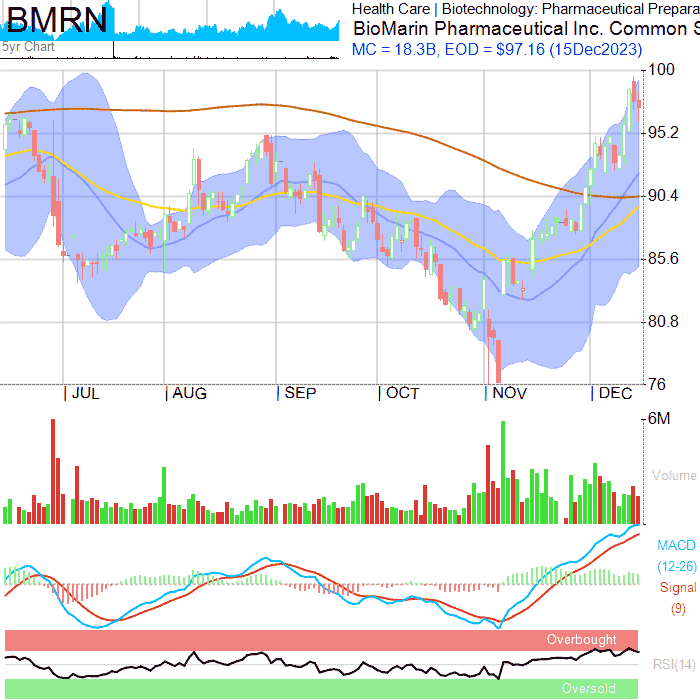 BMRN
Health Care | Biotechnology: Pharmaceutical Prepara
BioMarin Pharmaceutical Inc. Common S
5yr Chart
MC = 18.3B, EOD = $97.16 (15Dec2023)
100
95.2
90.4
85.6
80.8
76
JUL AUG SEP OCT NOV DEC
6M
Volume
MACD
(12-26)
Signal
(9)
Overbought
RSI(14)
Oversold